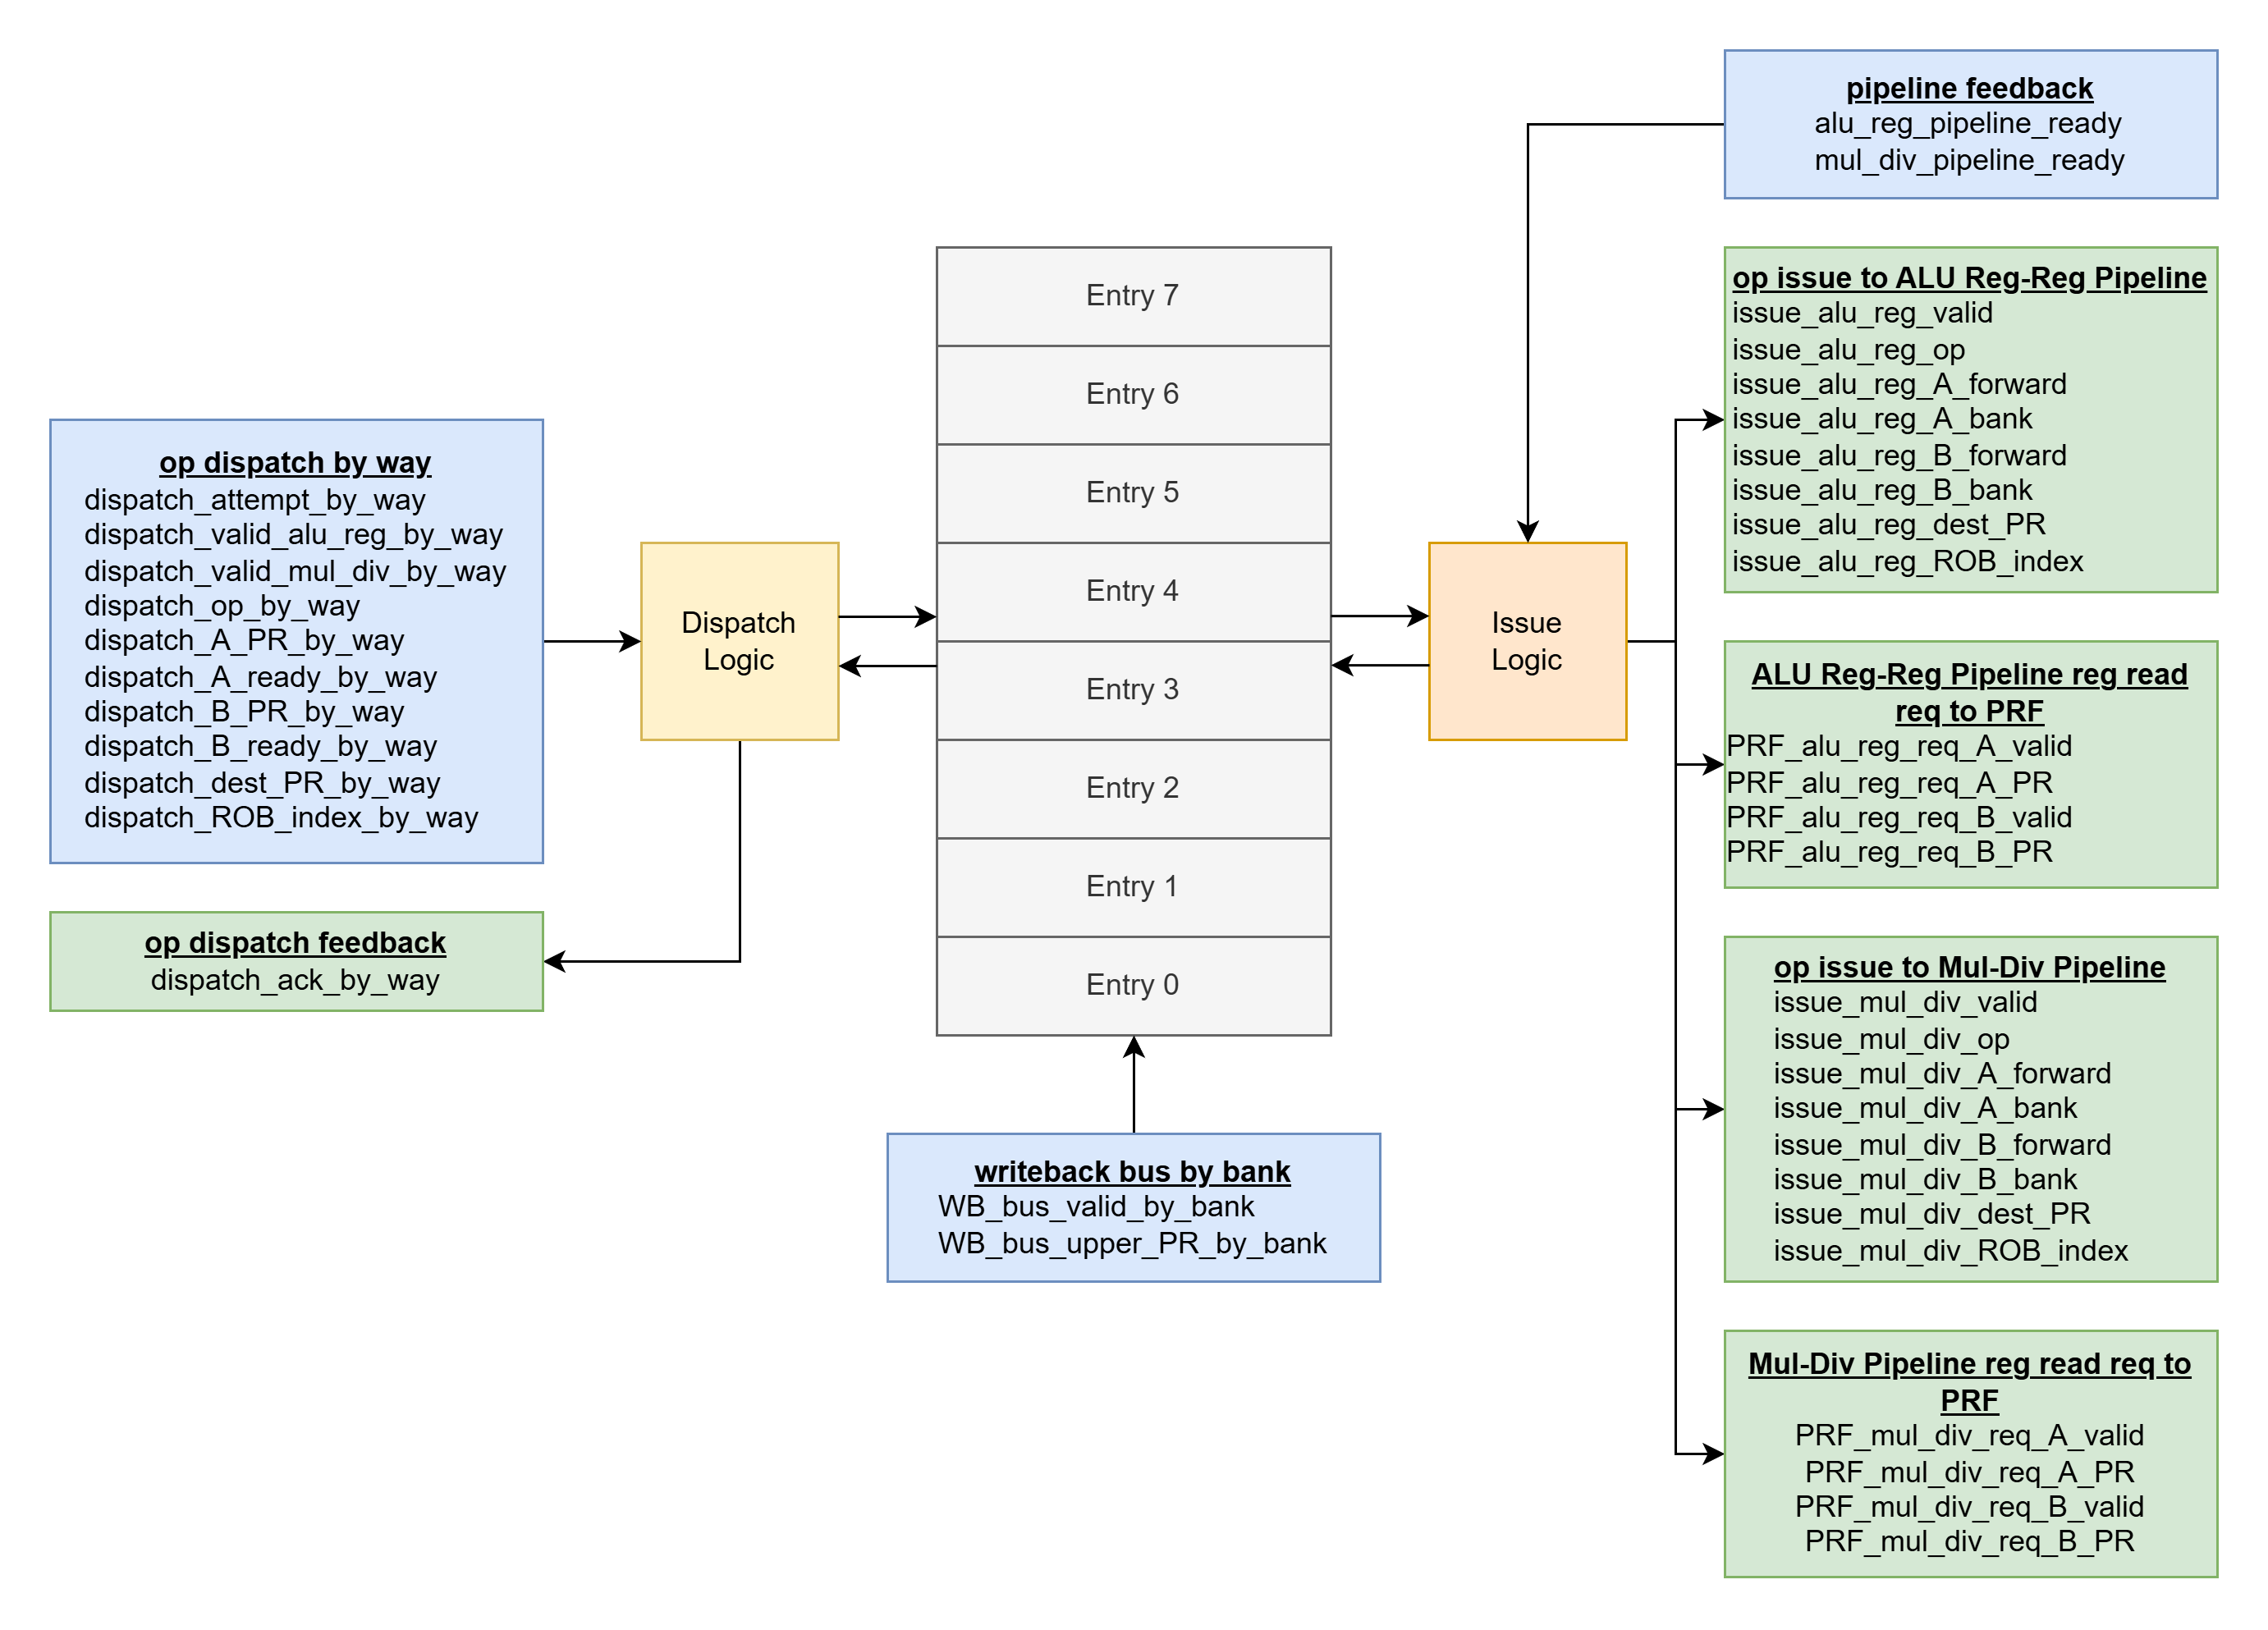 pipeline feedback
alu_reg_pipeline_ready
mul_div_pipeline_ready
op dispatch by way
dispatch_attempt_by_way
dispatch_valid_alu_reg_by_way
dispatch_valid_mul_div_by_way
dispatch_op_by_way
dispatch_A_PR_by_way
dispatch_A_ready_by_way
dispatch_B_PR_by_way
dispatch_B_ready_by_way
dispatch_dest_PR_by_way
dispatch_ROB_index_by_way
op dispatch feedback
dispatch_ack_by_way
Dispatch
Logic
Entry 7
Entry 6
Entry 5
Entry 4
Entry 3
Entry 2
Entry 1
Entry 0
writeback bus by bank
WB_bus_valid_by_bank
WB_bus_upper_PR_by_bank
Issue
Logic
op issue to ALU Reg-Reg Pipeline
issue_alu_reg_valid
issue_alu_reg_op
issue_alu_reg_A_forward
issue_alu_reg_A_bank
issue_alu_reg_B_forward
issue_alu_reg_B_bank
issue_alu_reg_dest_PR
issue_alu_reg_ROB_index
ALU Reg-Reg Pipeline reg read
req to PRF
PRF_alu_reg_req_A_valid
PRF_alu_reg_req_A_PR
PRF_alu_reg_req_B_valid
PRF_alu_reg_req_B_PR
op issue to Mul-Div Pipeline
issue_mul_div_valid
issue_mul_div_op
issue_mul_div_A_forward
issue_mul_div_A_bank
issue_mul_div_B_forward
issue_mul_div_B_bank
issue_mul_div_dest_PR
issue_mul_div_ROB_index
Mul-Div Pipeline reg read req to
PRF
PRF_mul_div_req_A_valid
PRF_mul_div_req_A_PR
PRF_mul_div_req_B_valid
PRF_mul_div_req_B_PR